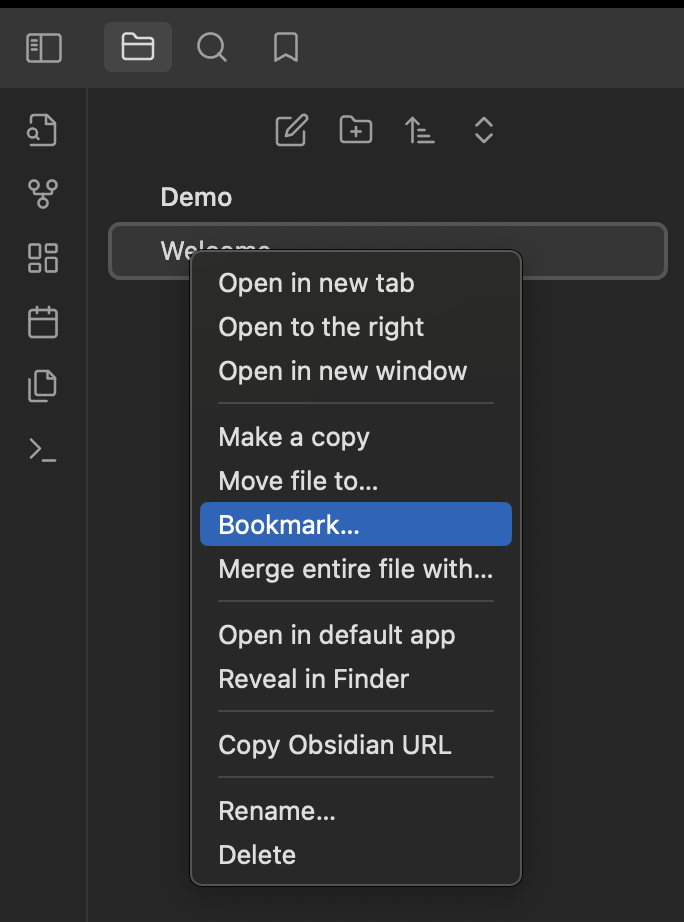 Demo
Welcome
Open in new tab
Open to the right
Open in new window
Make a copy
Move file to...
Bookmark...
Merge entire file with...
Open in default app
Reveal in Finder
Copy Obsidian URL
Rename...
Delete